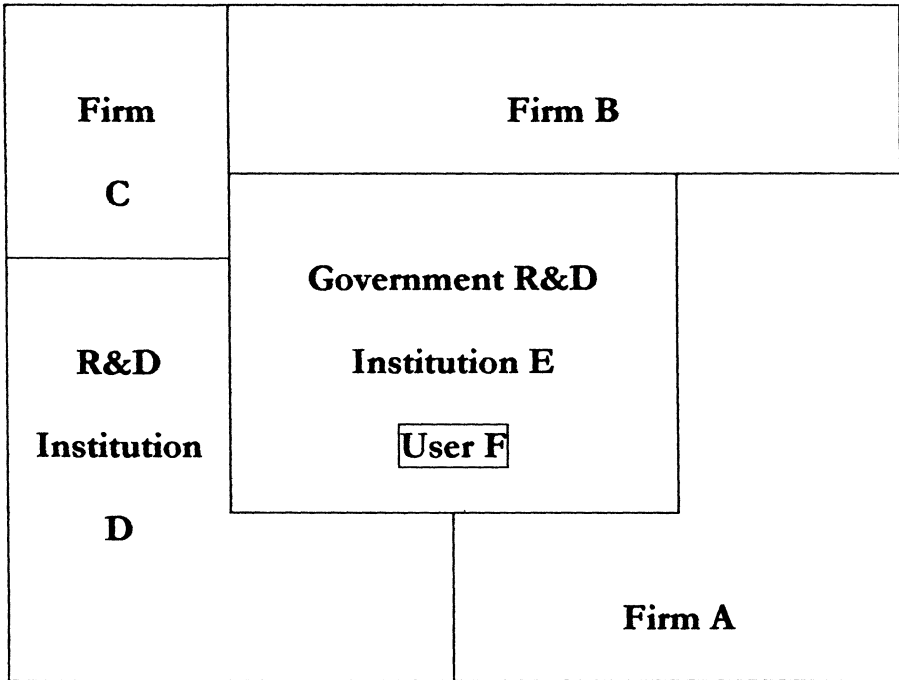 Firm
C
Firm B
Government R&D
Institution E
User F
R&D
Institution
D
Firm A